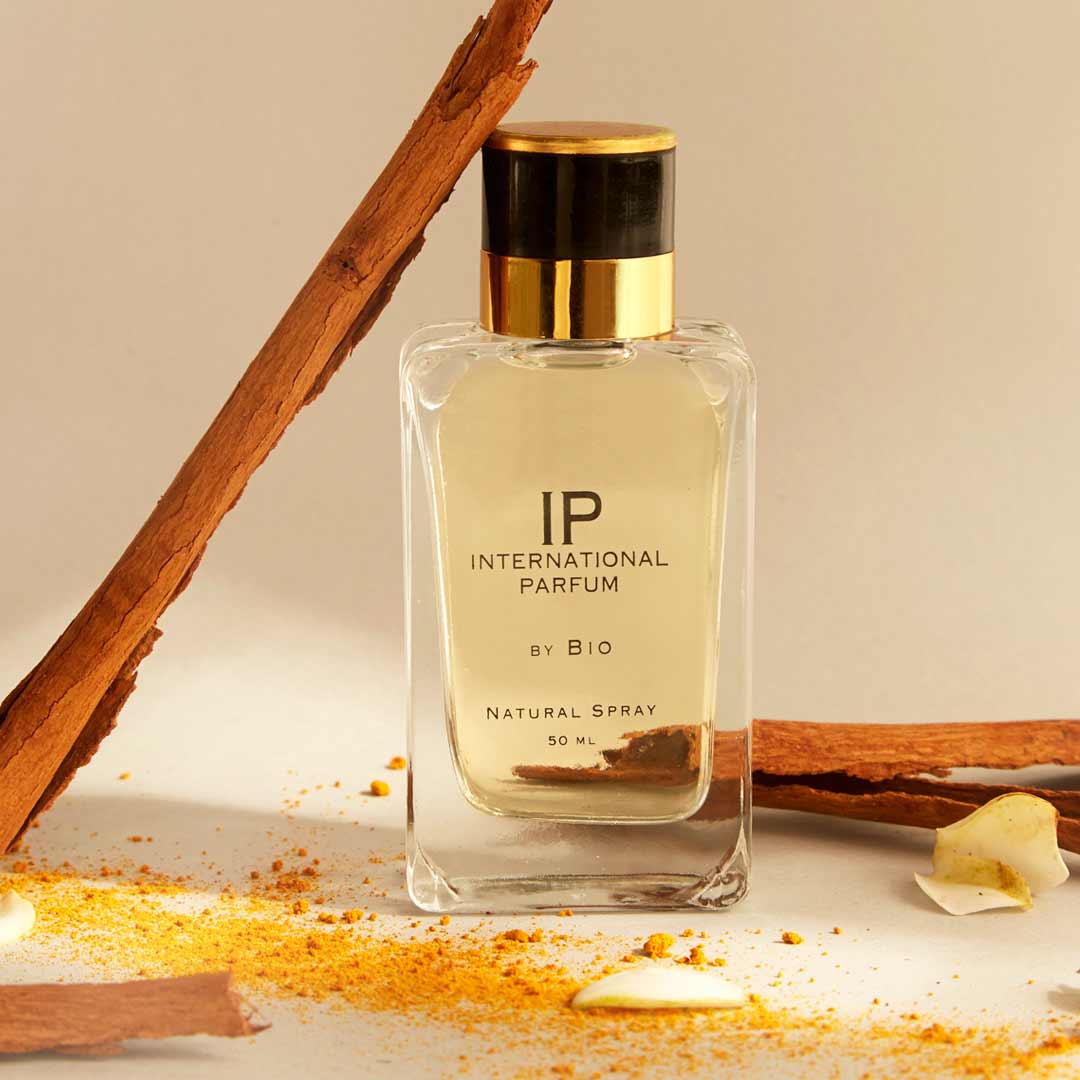 IP
INTERNATIONAL
PARFUM
BY BIO
NATURAL SPRAY
50 ML